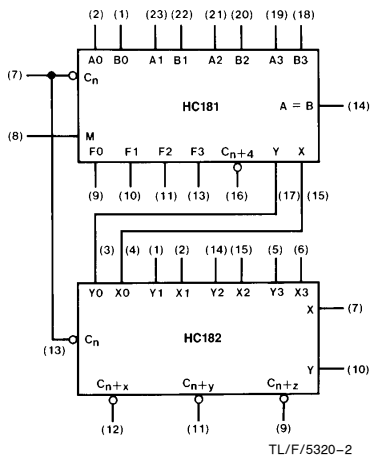 (2) (1) (23) (22) (21) (20) (19) (18)
A0 B0 A1 B1 A2 B2 A3 B3
(7) Cn
HC181
A = B (14)
(8) M
F0 F1 F2 F3 Cn+4 Y X
(9) (10) (11) (13) (16) (17) (15)
(3) (4) (1) (2) (14) (15) (5) (6)
Y0 X0 Y1 X1 Y2 X2 Y3 X3
X (7)
HC182
(13) Cn
Y (10)
Cn+x Cn+y Cn+z
(12) (11) (9)
TL/F/5320–2